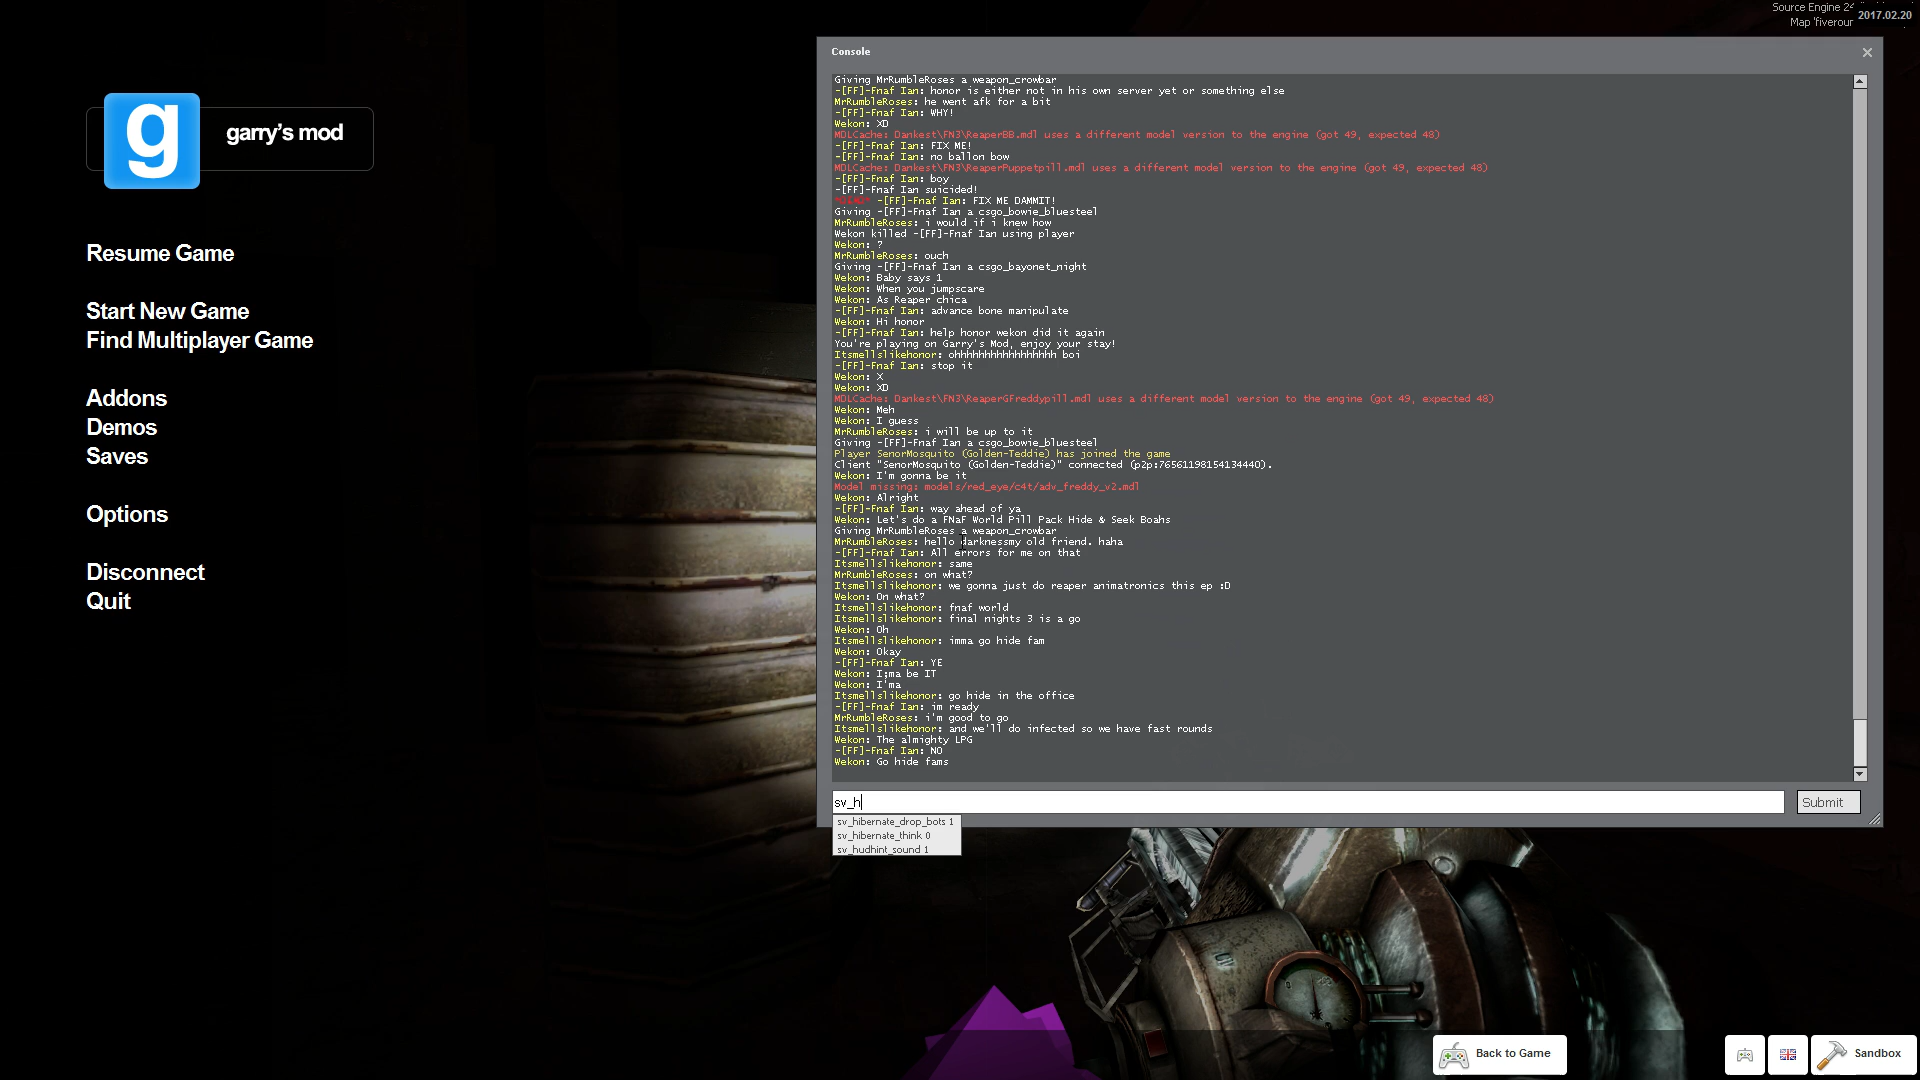 Source Engine 24
Map 'fiverour
2017.02.20
g
garry's mod
Resume Game
Start New Game
Find Multiplayer Game
Addons
Demos
Saves
Options
Disconnect
Quit
Console
Giving MrRumbleRoses a weapon_crowbar
-[FF]-Fnaf Ian: honor is either not in his own server yet or something else
MrRumbleRoses: he went afk for a bit
-[FF]-Fnaf Ian: WHY!
Wekon: XD
MDLCache: Dankest\FN3\ReaperBB.mdl uses a different model version to the engine (got 49, expected 48)
-[FF]-Fnaf Ian: FIX ME!
-[FF]-Fnaf Ian: no ballon bow
MDLCache: Dankest\FN3\ReaperPuppetpill.mdl uses a different model version to the engine (got 49, expected 48)
-[FF]-Fnaf Ian: boy
-[FF]-Fnaf Ian suicided!
*DEAD* -[FF]-Fnaf Ian: FIX ME DAMMIT!
Giving -[FF]-Fnaf Ian a csgo_bowie_bluesteel
MrRumbleRoses: i would if i knew how
Wekon killed -[FF]-Fnaf Ian using player
Wekon: ?
MrRumbleRoses: ouch
Giving -[FF]-Fnaf Ian a csgo_bayonet_night
Wekon: Baby says 1
Wekon: When you jumpscare
Wekon: As Reaper chica
-[FF]-Fnaf Ian: advance bone manipulate
Wekon: Hi honor
-[FF]-Fnaf Ian: help honor wekon did it again
You're playing on Garry's Mod, enjoy your stay!
Itsmellslikehonor: ohhhhhhhhhhhhhhhhh boi
-[FF]-Fnaf Ian: stop it
Wekon: X
Wekon: XD
MDLCache: Dankest\FN3\ReaperGFreddypill.mdl uses a different model version to the engine (got 49, expected 48)
Wekon: Meh
Wekon: I guess
MrRumbleRoses: i will be up to it
Giving -[FF]-Fnaf Ian a csgo_bowie_bluesteel
Player SenorMosquito (Golden-Teddie) has joined the game
Client "SenorMosquito (Golden-Teddie)" connected (p2p:76561198154134440).
Wekon: I'm gonna be it
Model missing: models/red_eye/c4t/adv_freddy_v2.mdl
Wekon: Alright
-[FF]-Fnaf Ian: way ahead of ya
Wekon: Let's do a FNaF World Pill Pack Hide & Seek Boahs
Giving MrRumbleRoses a weapon_crowbar
MrRumbleRoses: hello darknessmy old friend. haha
-[FF]-Fnaf Ian: All errors for me on that
Itsmellslikehonor: same
MrRumbleRoses: on what?
Itsmellslikehonor: we gonna just do reaper animatronics this ep :D
Wekon: On what?
Itsmellslikehonor: fnaf world
Itsmellslikehonor: final nights 3 is a go
Wekon: Oh
Itsmellslikehonor: imma go hide fam
Wekon: Okay
-[FF]-Fnaf Ian: YE
Wekon: I;ma be IT
Wekon: I'ma
Itsmellslikehonor: go hide in the office
-[FF]-Fnaf Ian: im ready
MrRumbleRoses: i'm good to go
Itsmellslikehonor: and we'll do infected so we have fast rounds
Wekon: The almighty LPG
-[FF]-Fnaf Ian: NO
Wekon: Go hide fams
sv_h
Submit
sv_hibernate_drop_bots 1
sv_hibernate_think 0
sv_hudhint_sound 1
Back to Game
Sandbox